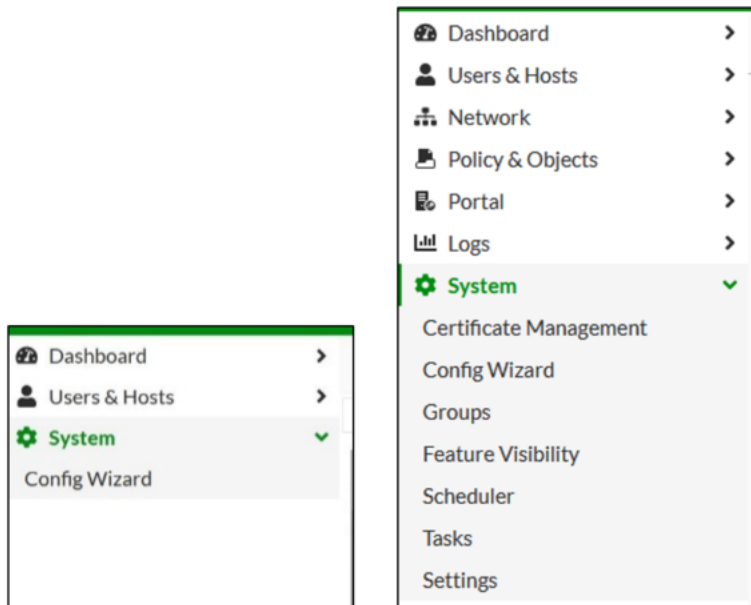 Dashboard
Users & Hosts
System
Config Wizard
Dashboard
Users & Hosts
Network
Policy & Objects
Portal
Logs
System
Certificate Management
Config Wizard
Groups
Feature Visibility
Scheduler
Tasks
Settings